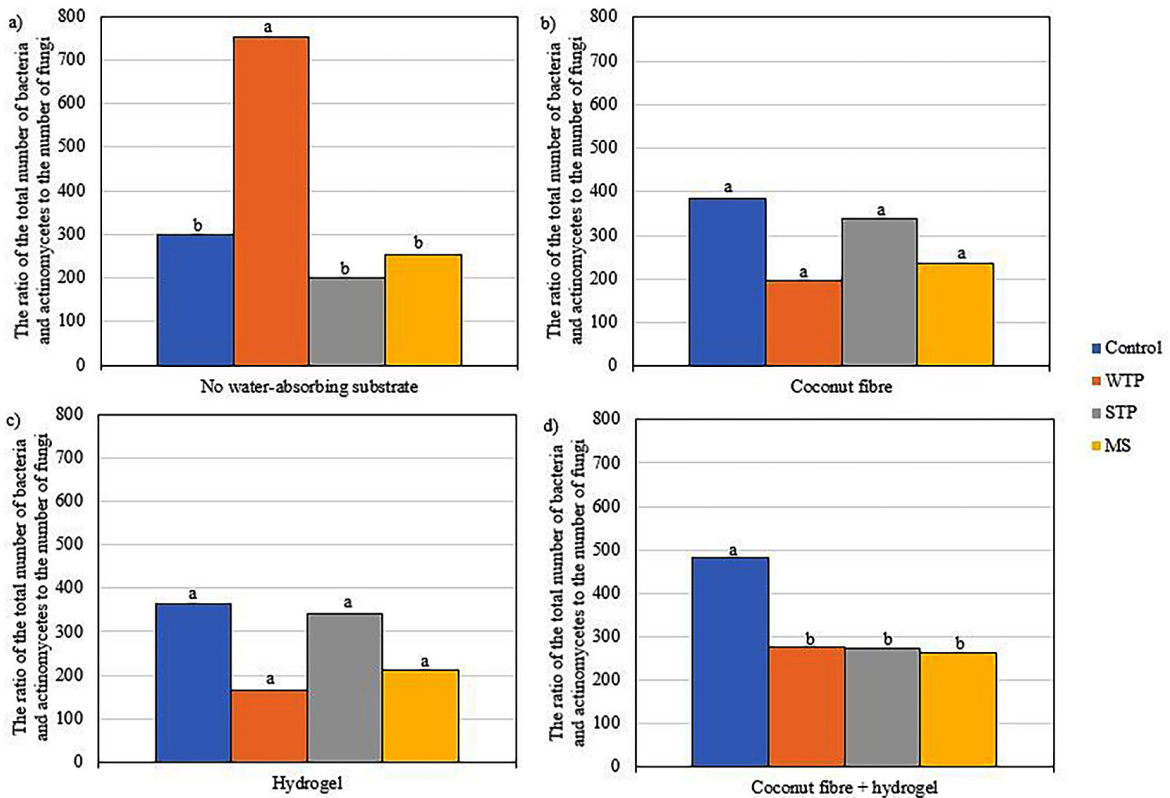 a)
The ratio of the total number of bacteria
and actinomycetes to the number of fungi
800
700
600
500
400
300
200
100
0
b
a
b
b
No water-absorbing substrate
b)
The ratio of the total number of bacteria
and actinomycetes to the number of fungi
800
700
600
500
400
300
200
100
0
a
a
a
a
Coconut fibre
c)
The ratio of the total number of bacteria
and actinomycetes to the number of fungi
800
700
600
500
400
300
200
100
0
a
a
a
a
Hydrogel
d)
The ratio of the total number of bacteria
and actinomycetes to the number of fungi
800
700
600
500
400
300
200
100
0
a
b
b
b
Coconut fibre + hydrogel
Control
WTP
STP
MS